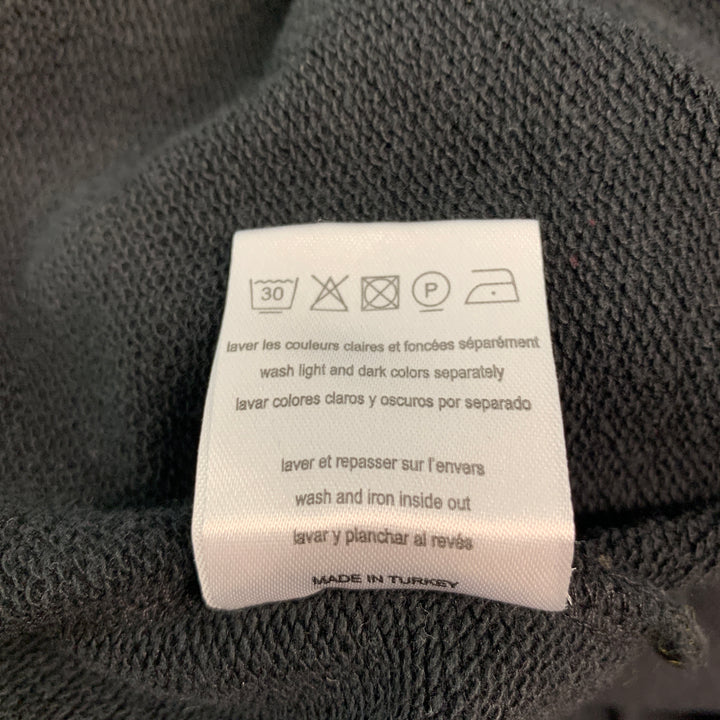 30 P
laver les couleurs claires et foncées séparément
wash light and dark colors separately
lavar colores claros y oscuros por separado
laver et repasser sur l'envers
wash and iron inside out
lavar y planchar al revés
MADE IN TURKEY